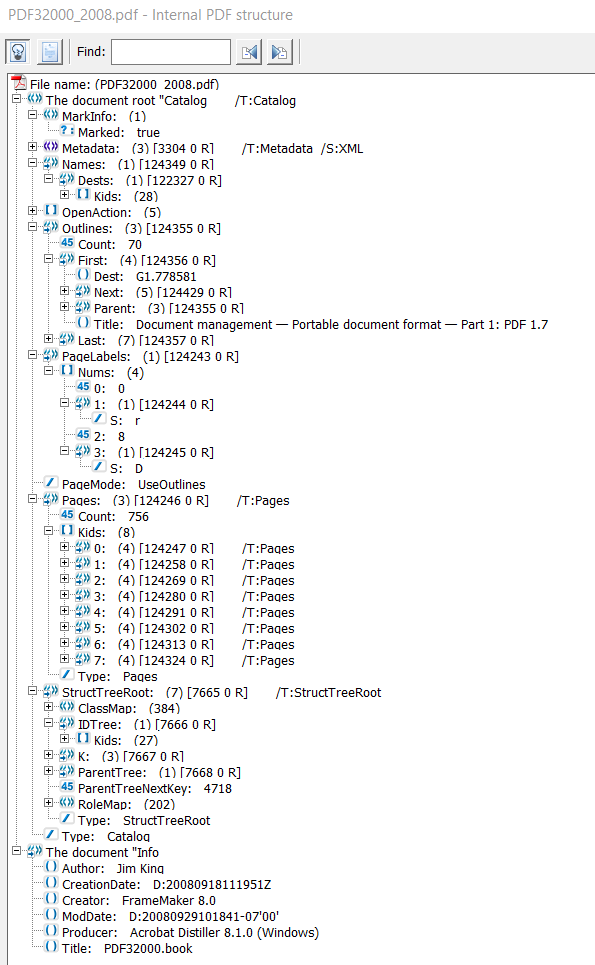 PDF32000_2008.pdf - Internal PDF structure
Find:
File name: (PDF32000_2008.pdf)
The document root "Catalog /T:Catalog
MarkInfo: (1)
Marked: true
Metadata: (3) [3304 0 R] /T:Metadata /S:XML
Names: (1) [124349 0 R]
Dests: (1) [122327 0 R]
Kids: (28)
OpenAction: (5)
Outlines: (3) [124355 0 R]
45 Count: 70
First: (4) [124356 0 R]
Dest: G1.778581
Next: (5) [124429 0 R]
Parent: (3) [124355 0 R]
Title: Document management — Portable document format — Part 1: PDF 1.7
Last: (7) [124357 0 R]
PageLabels: (1) [124243 0 R]
Nums: (4)
45 0: 0
1: (1) [124244 0 R]
S: r
45 2: 8
3: (1) [124245 0 R]
S: D
PageMode: UseOutlines
Pages: (3) [124246 0 R] /T:Pages
45 Count: 756
Kids: (8)
0: (4) [124247 0 R] /T:Pages
1: (4) [124258 0 R] /T:Pages
2: (4) [124269 0 R] /T:Pages
3: (4) [124280 0 R] /T:Pages
4: (4) [124291 0 R] /T:Pages
5: (4) [124302 0 R] /T:Pages
6: (4) [124313 0 R] /T:Pages
7: (4) [124324 0 R] /T:Pages
Type: Pages
StructTreeRoot: (7) [7665 0 R] /T:StructTreeRoot
ClassMap: (384)
IDTree: (1) [7666 0 R]
Kids: (27)
K: (3) [7667 0 R]
ParentTree: (1) [7668 0 R]
45 ParentTreeNextKey: 4718
RoleMap: (202)
Type: StructTreeRoot
Type: Catalog
The document "Info
Author: Jim King
CreationDate: D:20080918111951Z
Creator: FrameMaker 8.0
ModDate: D:20080929101841-07'00'
Producer: Acrobat Distiller 8.1.0 (Windows)
Title: PDF32000.book